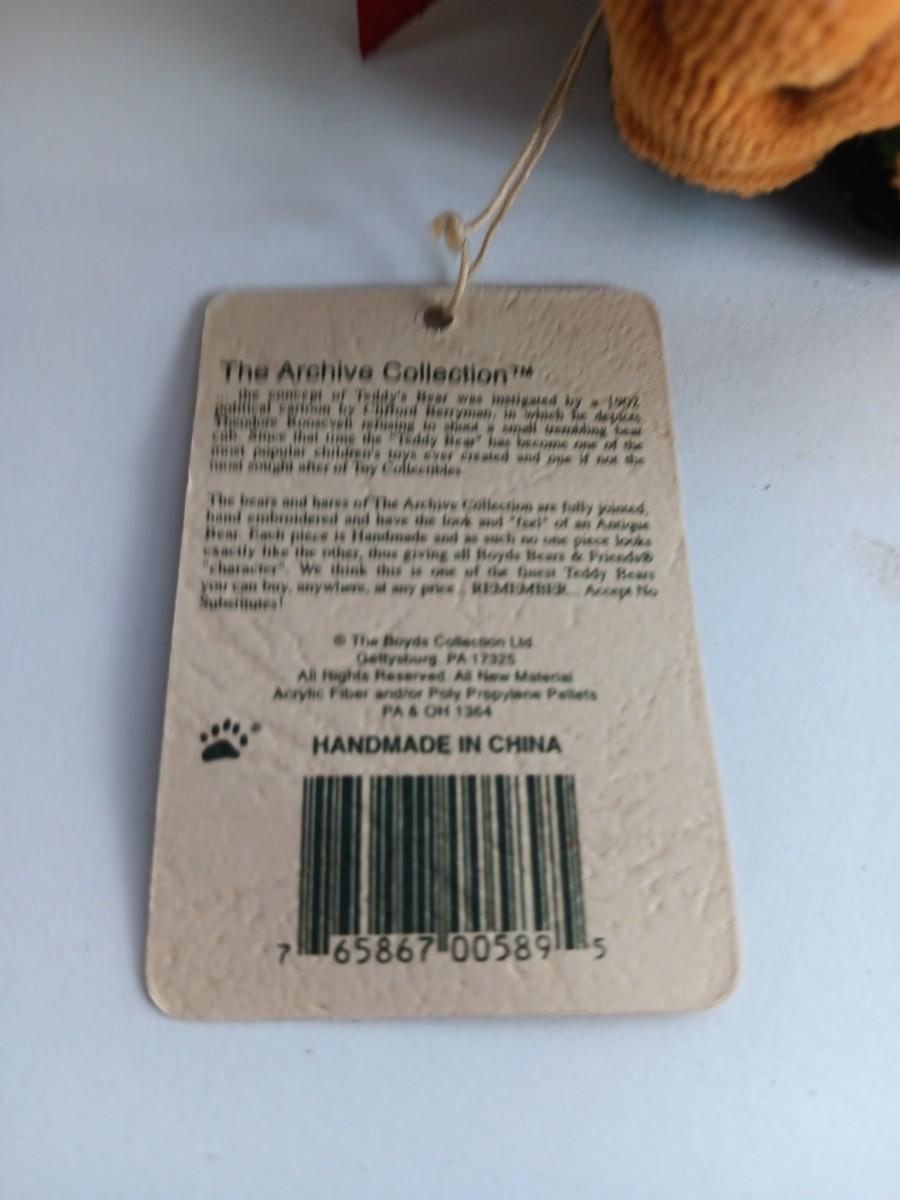 The Archive Collection™
... the concept of Teddy's Bear was instigated by a 1902
political cartoon by Clifford Berryman, in which he depicts
Theodore Roosevelt refusing to shoot a small trembling bear
cub. Since that time the "Teddy Bear" has become one of the
most popular children's toys ever created and one if not the
most sought after of Toy Collectibles.
The bears and hares of The Archive Collection are fully jointed,
hand embroidered and have the look and "feel" of an Antique
Bear. Each piece is Handmade and as such no one piece looks
exactly like the other, thus giving all Boyds Bears & Friends®
"character". We think this is one of the finest Teddy Bears
you can buy, anywhere, at any price... REMEMBER... Accept No
Substitutes!
© The Boyds Collection Ltd.
Gettysburg, PA 17325
All Rights Reserved. All New Material
Acrylic Fiber and/or Poly Propylene Pellets
PA & OH 1364
®
HANDMADE IN CHINA
7 65867 00589 5